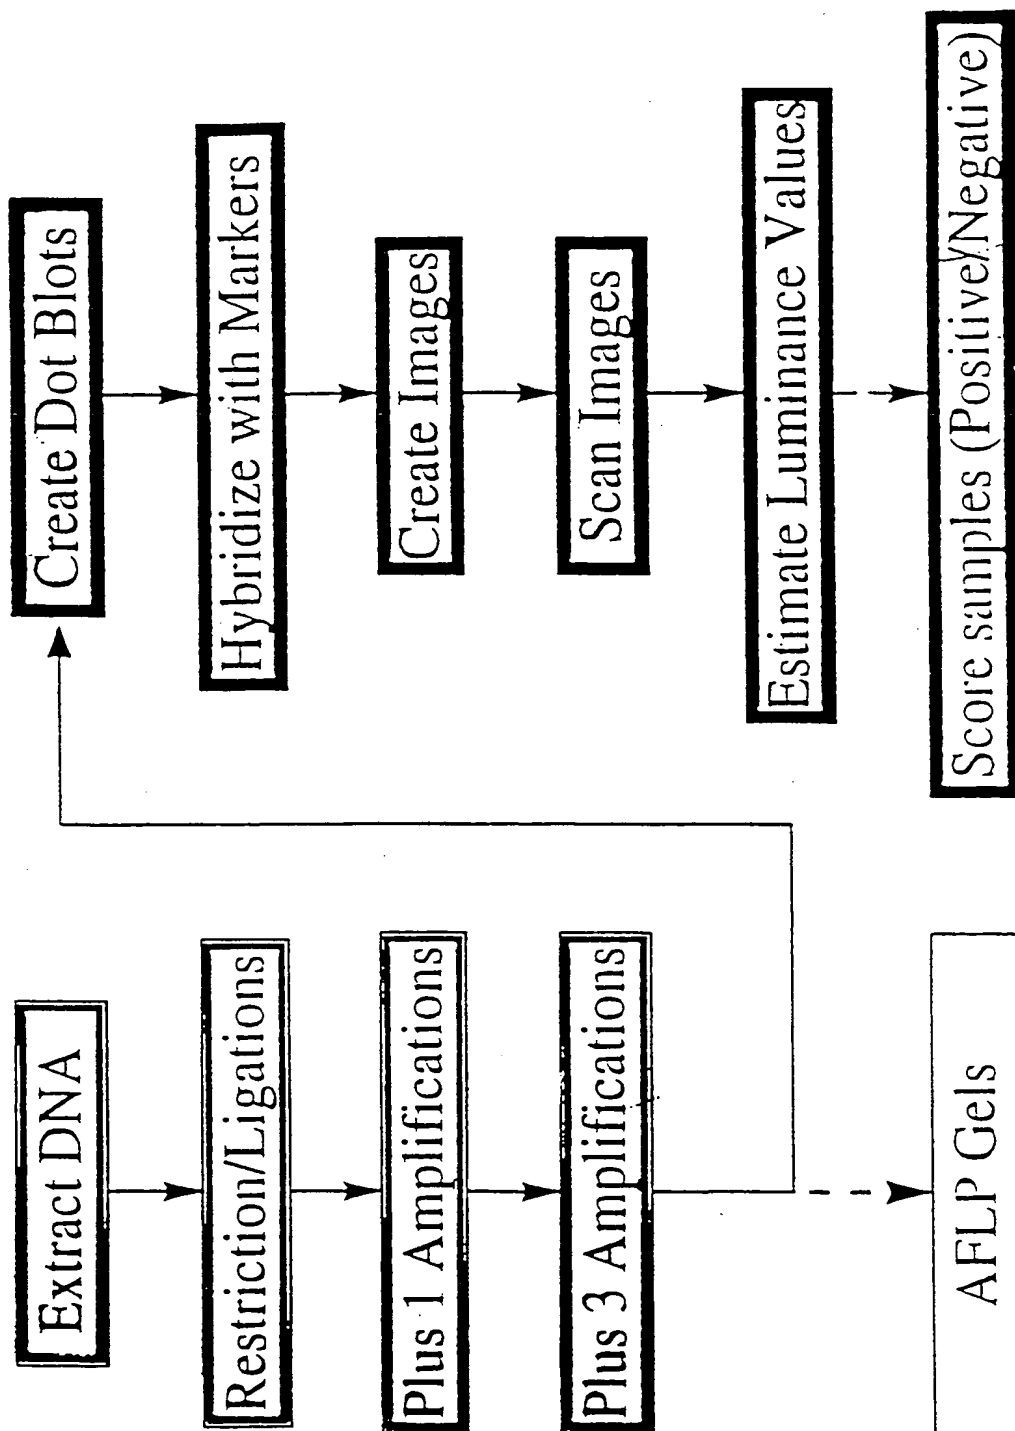 Extract DNA
Restriction/Ligations
Plus 1 Amplifications
Plus 3 Amplifications
AFLP Gels
Create Dot Blots
Hybridize with Markers
Create Images
Scan Images
Estimate Luminance Values
Score samples (Positive/Negative)